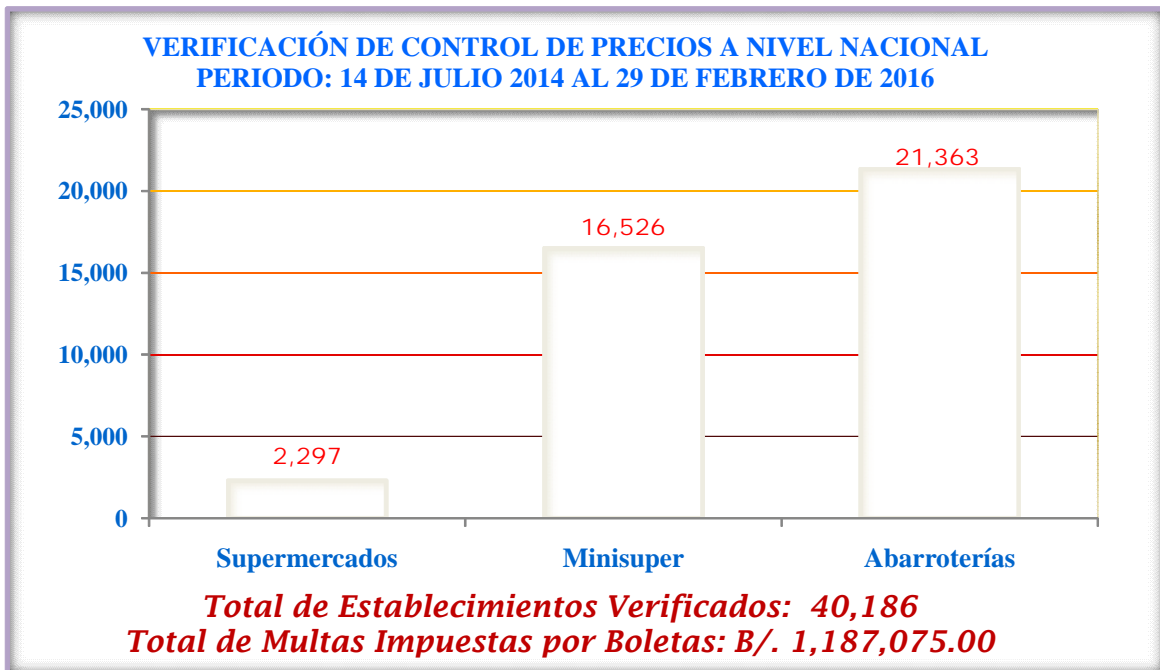 VERIFICACIÓN DE CONTROL DE PRECIOS A NIVEL NACIONAL
PERIODO: 14 DE JULIO 2014 AL 29 DE FEBRERO DE 2016
25,000
20,000
15,000
10,000
5,000
0
2,297
16,526
21,363
Supermercados Minisuper Abarroterías
Total de Establecimientos Verificados: 40,186
Total de Multas Impuestas por Boletas: B/. 1,187,075.00